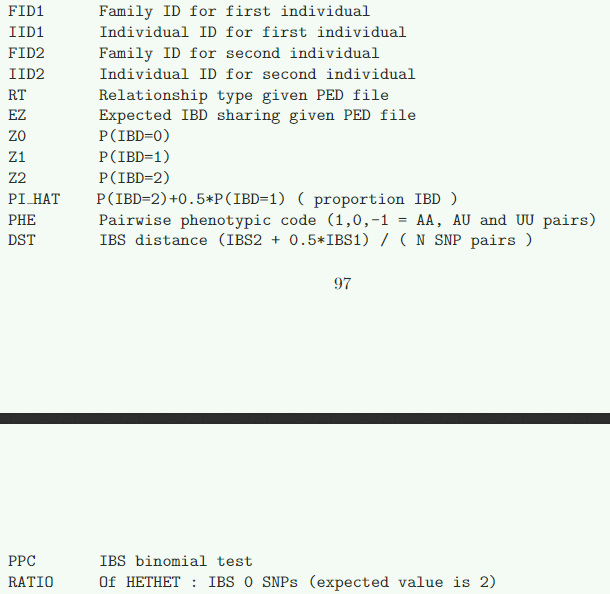 FID1 Family ID for first individual
IID1 Individual ID for first individual
FID2 Family ID for second individual
IID2 Individual ID for second individual
RT Relationship type given PED file
EZ Expected IBD sharing given PED file
Z0 P(IBD=0)
Z1 P(IBD=1)
Z2 P(IBD=2)
PI_HAT P(IBD=2)+0.5*P(IBD=1) ( proportion IBD )
PHE Pairwise phenotypic code (1,0,-1 = AA, AU and UU pairs)
DST IBS distance (IBS2 + 0.5*IBS1) / ( N SNP pairs )
97
PPC IBS binomial test
RATIO Of HETHET : IBS 0 SNPs (expected value is 2)